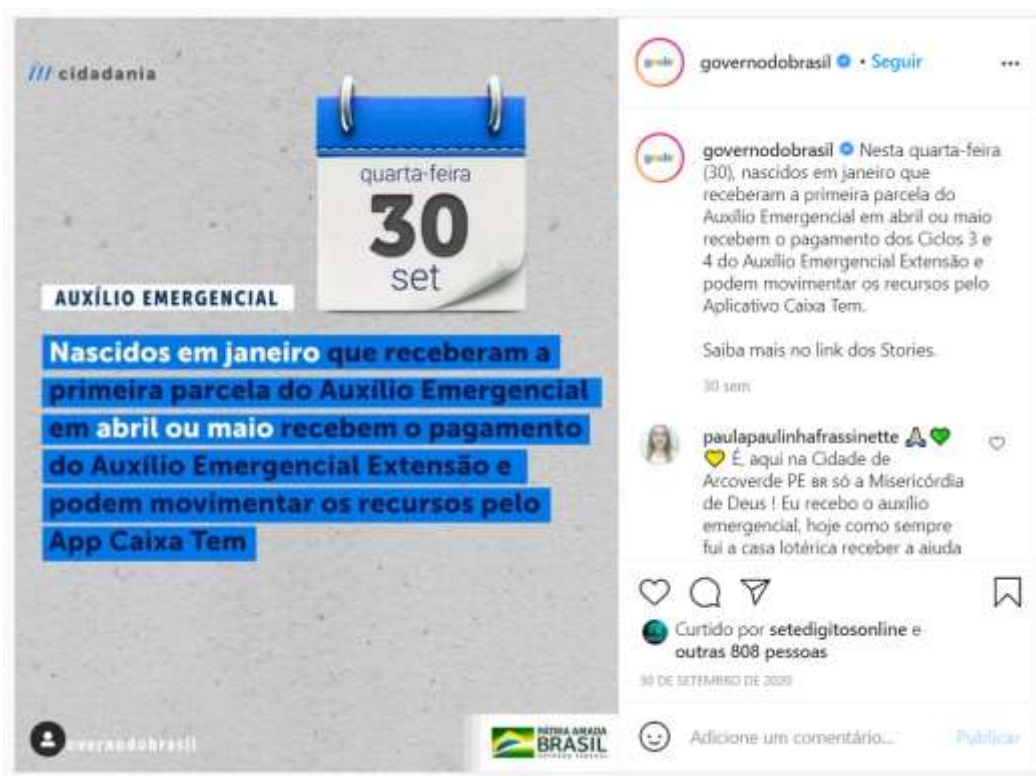 /// cidadania
quarta-feira
30
set
AUXÍLIO EMERGENCIAL
Nascidos em janeiro que receberam a
primeira parcela do Auxílio Emergencial
em abril ou maio recebem o pagamento
do Auxílio Emergencial Extensão e
podem movimentar os recursos pelo
App Caixa Tem
governodobrasil
PÁTRIA AMADA
BRASIL
GOVERNO FEDERAL
governodobrasil • Seguir
governodobrasil Nesta quarta-feira
(30), nascidos em janeiro que
receberam a primeira parcela do
Auxílio Emergencial em abril ou maio
recebem o pagamento dos Ciclos 3 e
4 do Auxílio Emergencial Extensão e
podem movimentar os recursos pelo
Aplicativo Caixa Tem.
Saiba mais no link dos Stories.
30 sem
paulapaulinhafrassinette 🙏💚
💛 É, aqui na Cidade de
Arcoverde PE BR só a Misericórdia
de Deus ! Eu recebo o auxílio
emergencial, hoje como sempre
fui a casa lotérica receber a ajuda
Curtido por setedigitosonline e
outras 808 pessoas
30 DE SETEMBRO DE 2020
Adicione um comentário... Publicar